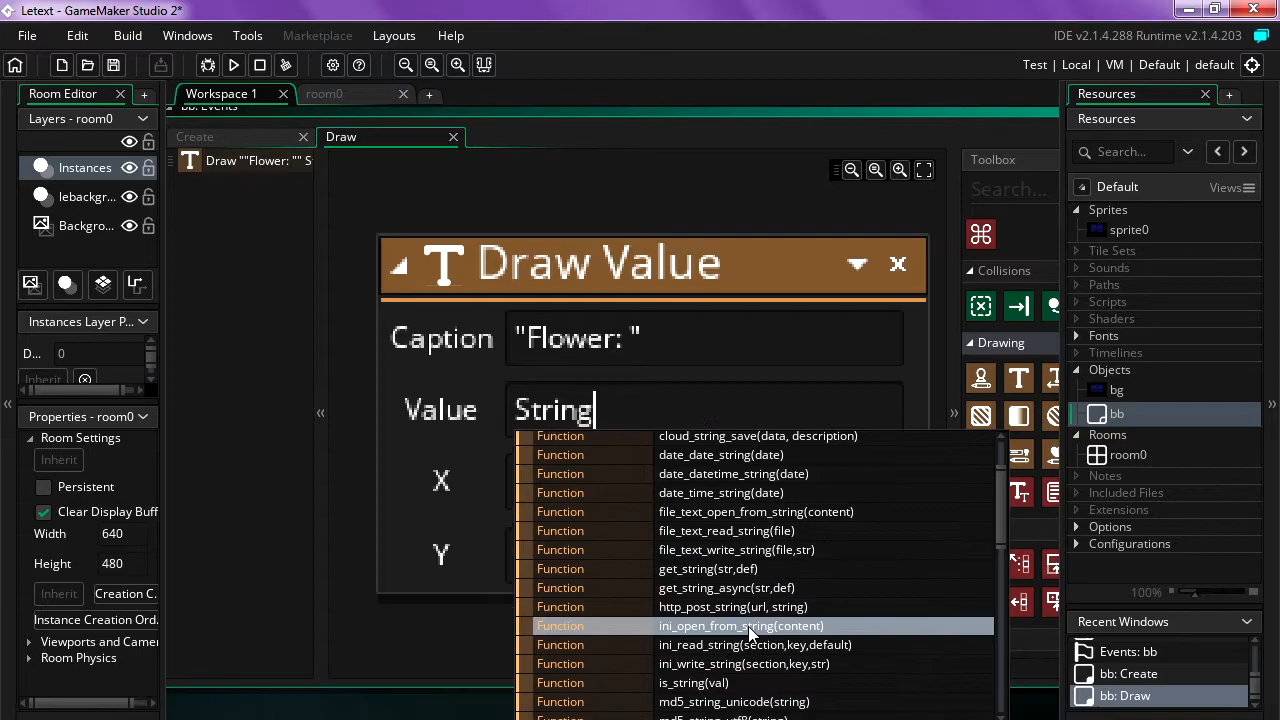 Letext - GameMaker Studio 2*
File Edit Build Windows Tools Marketplace Layouts Help
IDE v2.1.4.288 Runtime v2.1.4.203
Test | Local | VM | Default | default
Room Editor
Layers - room0
Instances
lebackgr...
Backgro...
Instances Layer P...
D... 0
Inherit
Properties - room0
Room Settings
Inherit
Persistent
Clear Display Buff
Width 640
Height 480
Inherit Creation C...
Instance Creation Ord...
Viewports and Camer
Room Physics
Workspace 1
room0
bb: Events
Create
Draw
Draw ""Flower: "" S
Draw Value
Caption "Flower: "
Value String
X
Y
Function cloud_string_save(data, description)
Function date_date_string(date)
Function date_datetime_string(date)
Function date_time_string(date)
Function file_text_open_from_string(content)
Function file_text_read_string(file)
Function file_text_write_string(file,str)
Function get_string(str,def)
Function get_string_async(str,def)
Function http_post_string(url, string)
Function ini_open_from_string(content)
Function ini_read_string(section,key,default)
Function ini_write_string(section,key,str)
Function is_string(val)
Function md5_string_unicode(string)
Function md5_string_utf8(string)
Toolbox
Search...
Collisions
Drawing
Resources
Resources
Search...
Default Views
Sprites
sprite0
Tile Sets
Sounds
Paths
Scripts
Shaders
Fonts
Timelines
Objects
bg
bb
Rooms
room0
Notes
Included Files
Extensions
Options
Configurations
100%
Recent Windows
Events: bb
bb: Create
bb: Draw